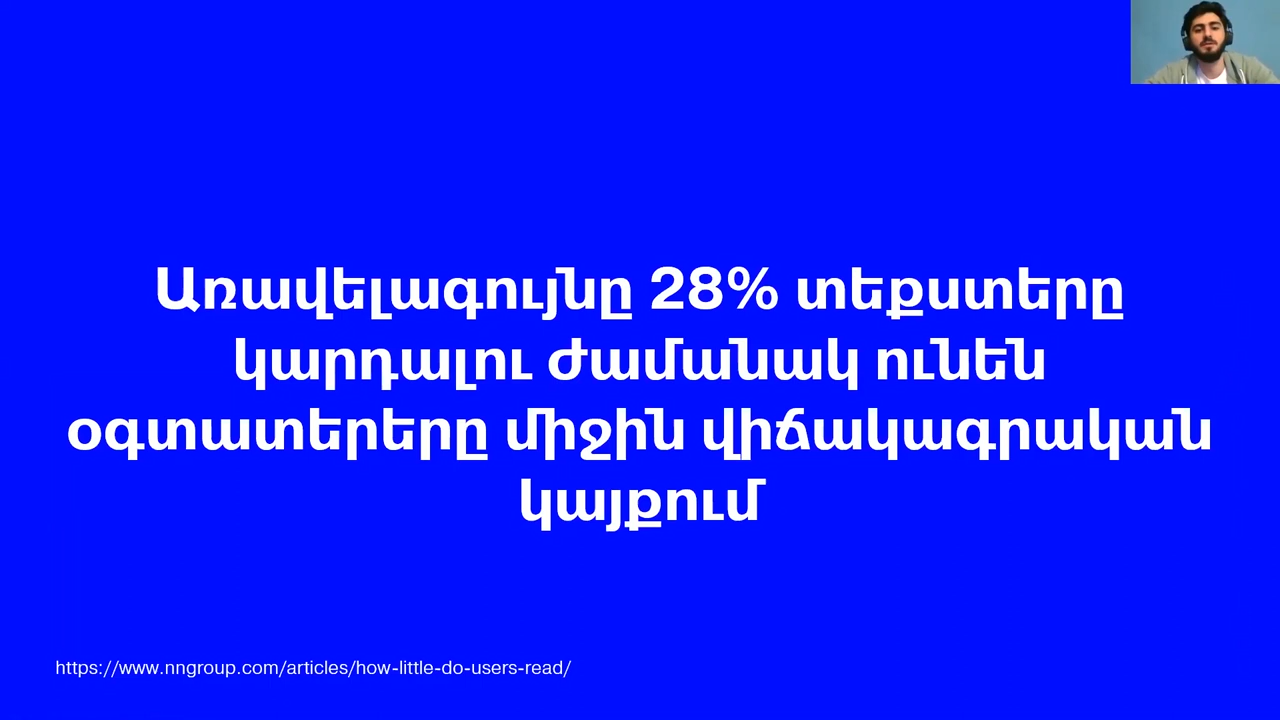 Առավելագույնը 28% տեքստերը
կարդալու ժամանակ ունեն
օգտատերերը միջին վիճակագրական
կայքում
https://www.nngroup.com/articles/how-little-do-users-read/